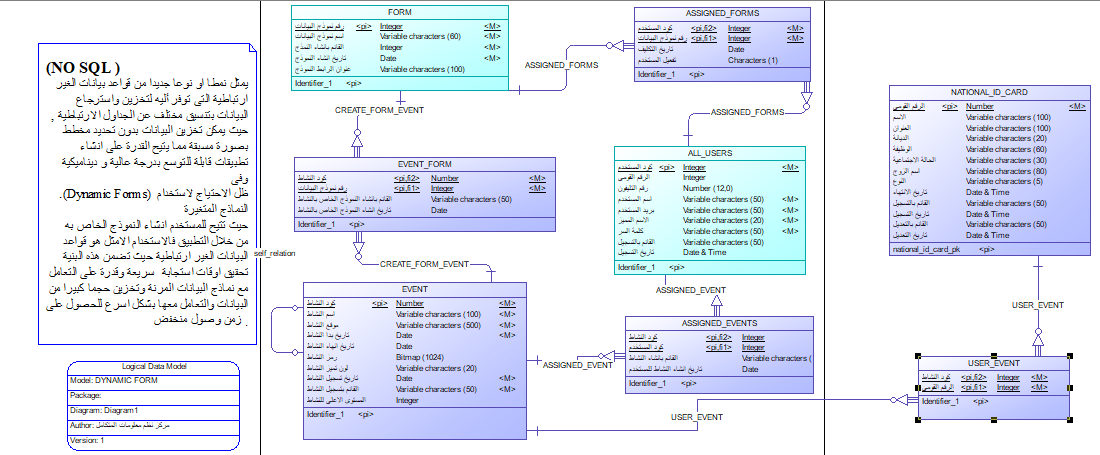 (NO SQL )
يمثل نمطا او نوعا جديدا من قواعد بيانات الغير
ارتباطية التى توفر أليه لتخزين واسترجاع
البيانات بتنسيق مختلف عن الجداول الارتباطية ,
حيث يمكن تخزين البيانات بدون تحديد مخطط
بصورة مسبقة مما يتيح القدرة على انشاء
تطبيقات قابلة للتوسع بدرجة عالية و ديناميكية
وفى
ظل الاحتياج لاستخدام (Dynamic Forms).
النماذج المتغيرة
حيث تتيح للمستخدم انشاء النموذج الخاص به
من خلال التطبيق فالاستخدام الامثل هو قواعد
البيانات الغير ارتباطية حيث تضمن هذه البنية
تحقيق اوقات استجابة سريعة وقدرة على التعامل
مع نماذج البيانات المرنة وتخزين حجما كبيرا من
البيانات والتعامل معها بشكل اسرع للحصول على
زمن وصول منخفض .
Logical Data Model
Model: DYNAMIC FORM
Package:
Diagram: Diagram1
Author: مركز نظم معلومات المتكامل
Version: 1
FORM
رقم نموذج البيانات <pi> Integer <M>
اسم نموذج البيانات Variable characters (60) <M>
القائم بانشاء النمذج Integer <M>
تاريخ انشاء النموذج Date <M>
عنوان الرابط النموذج Variable characters (100)
Identifier_1 <pi>
ASSIGNED_FORMS
CREATE_FORM_EVENT
ASSIGNED_FORMS
كود المستخدم <pi,fi2> Integer <M>
رقم نموذج البيانات <pi,fi1> Integer <M>
تاريخ التكليف Date
تفعيل المستخدم Characters (1)
Identifier_1 <pi>
ASSIGNED_FORMS
EVENT_FORM
كود النشاط <pi,fi2> Number <M>
رقم نموذج البيانات <pi,fi1> Integer <M>
القائم بانشاء النموذج الخاص بالنشاط Variable characters (50)
تاريخ انشاء النموذج الخاص بالنشاط Date
Identifier_1 <pi>
self_relation
CREATE_FORM_EVENT
ALL_USERS
كود المستخدم <pi> Integer <M>
الرقم القومى Integer
رقم التليفون Number (12,0)
اسم المستخدم Variable characters (50) <M>
بريد المستخدم Variable characters (50) <M>
الاسم المميز Variable characters (20) <M>
كلمة السر Variable characters (50) <M>
القائم بالتسجيل Variable characters (50)
تاريخ التسجيل Date & Time
Identifier_1 <pi>
ASSIGNED_EVENT
EVENT
كود النشاط <pi> Number <M>
اسم النشاط Variable characters (100) <M>
موقع النشاط Variable characters (500) <M>
تاريخ بدا النشاط Date <M>
تاريخ انهاء النشاط Date
رمز النشاط Bitmap (1024)
لون تميز النشاط Variable characters (20)
تاريخ تسجيل النشاط Date <M>
القائم بتسجيل النشاط Variable characters (50) <M>
المستوى الاعلى للنشاط Integer
Identifier_1 <pi>
ASSIGNED_EVENT
ASSIGNED_EVENTS
كود النشاط <pi,fi2> Integer
كود المستخدم <pi,fi1> Integer
القائم بانشاء النشاط Variable characters (
تاريخ انشاء النشاط للمستخدم Date
Identifier_1 <pi>
USER_EVENT
NATIONAL_ID_CARD
الرقم القومى <pi> Number <M>
الاسم Variable characters (100)
العنوان Variable characters (100)
الديانة Variable characters (20)
الوظيفة Variable characters (60)
الحالة الاجتماعية Variable characters (30)
اسم الزوج Variable characters (60)
النوع Variable characters (5)
تاريخ الانتهاء Date & Time
القائم بالتسجيل Variable characters (50)
تاريخ التسجيل Date & Time
القائم بالتعديل Variable characters (50)
تاريخ التعديل Date & Time
national_id_card_pk <pi>
USER_EVENT
USER_EVENT
كود النشاط <pi,fi2> Integer <M>
الرقم القومى <pi,fi1> Integer <M>
Identifier_1 <pi>